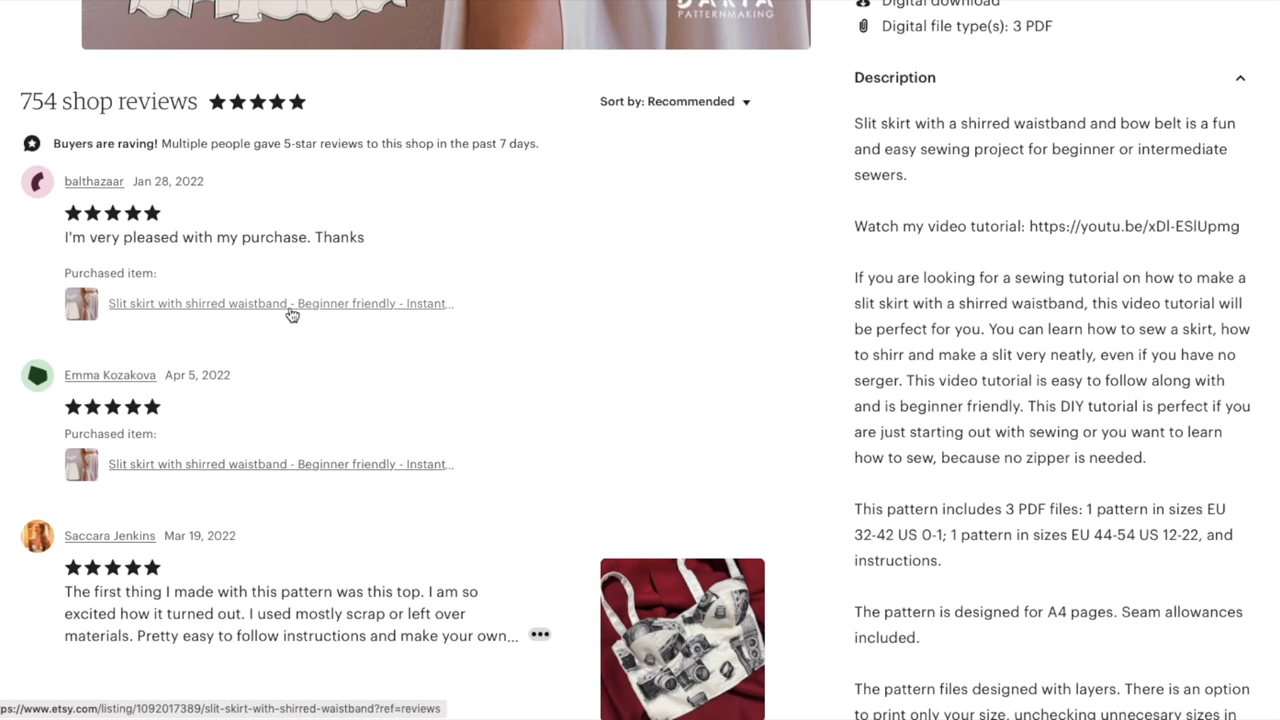 PATTERNMAKING
Digital download
Digital file type(s): 3 PDF
754 shop reviews
Sort by: Recommended
Buyers are raving! Multiple people gave 5-star reviews to this shop in the past 7 days.
balthazaar Jan 28, 2022
I'm very pleased with my purchase. Thanks
Purchased item:
Slit skirt with shirred waistband - Beginner friendly - Instant...
Emma Kozakova Apr 5, 2022
Purchased item:
Slit skirt with shirred waistband - Beginner friendly - Instant...
Saccara Jenkins Mar 19, 2022
The first thing I made with this pattern was this top. I am so
excited how it turned out. I used mostly scrap or left over
materials. Pretty easy to follow instructions and make your own...
ps://www.etsy.com/listing/1092017389/slit-skirt-with-shirred-waistband?ref=reviews
Description
Slit skirt with a shirred waistband and bow belt is a fun
and easy sewing project for beginner or intermediate
sewers.
Watch my video tutorial: https://youtu.be/xDl-ESlUpmg
If you are looking for a sewing tutorial on how to make a
slit skirt with a shirred waistband, this video tutorial will
be perfect for you. You can learn how to sew a skirt, how
to shirr and make a slit very neatly, even if you have no
serger. This video tutorial is easy to follow along with
and is beginner friendly. This DIY tutorial is perfect if you
are just starting out with sewing or you want to learn
how to sew, because no zipper is needed.
This pattern includes 3 PDF files: 1 pattern in sizes EU
32-42 US 0-1; 1 pattern in sizes EU 44-54 US 12-22, and
instructions.
The pattern is designed for A4 pages. Seam allowances
included.
The pattern files designed with layers. There is an option
to print only your size, unchecking unnecesary sizes in